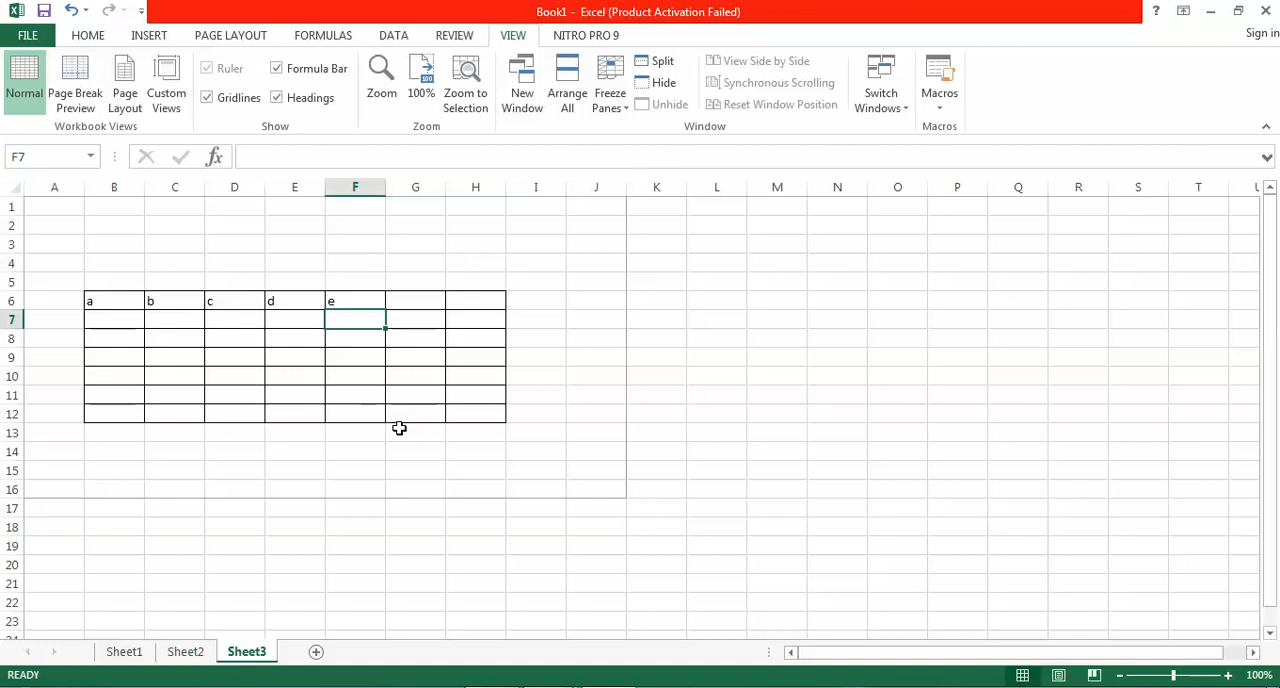 Book1 - Excel (Product Activation Failed)
FILE HOME INSERT PAGE LAYOUT FORMULAS DATA REVIEW VIEW NITRO PRO 9 Sign in
Normal Page Break Preview Page Layout Custom Views
Workbook Views
Ruler Formula Bar
Gridlines Headings
Show
Zoom 100% Zoom to Selection
Zoom
New Window Arrange All Freeze Panes
Split
Hide
Unhide
View Side by Side
Synchronous Scrolling
Reset Window Position
Switch Windows
Window
Macros
Macros
F7 fx
A B C D E F G H I J K L M N O P Q R S T U
1
2
3
4
5
6 a b c d e
7
8
9
10
11
12
13
14
15
16
17
18
19
20
21
22
23
24
Sheet1 Sheet2 Sheet3
READY 100%